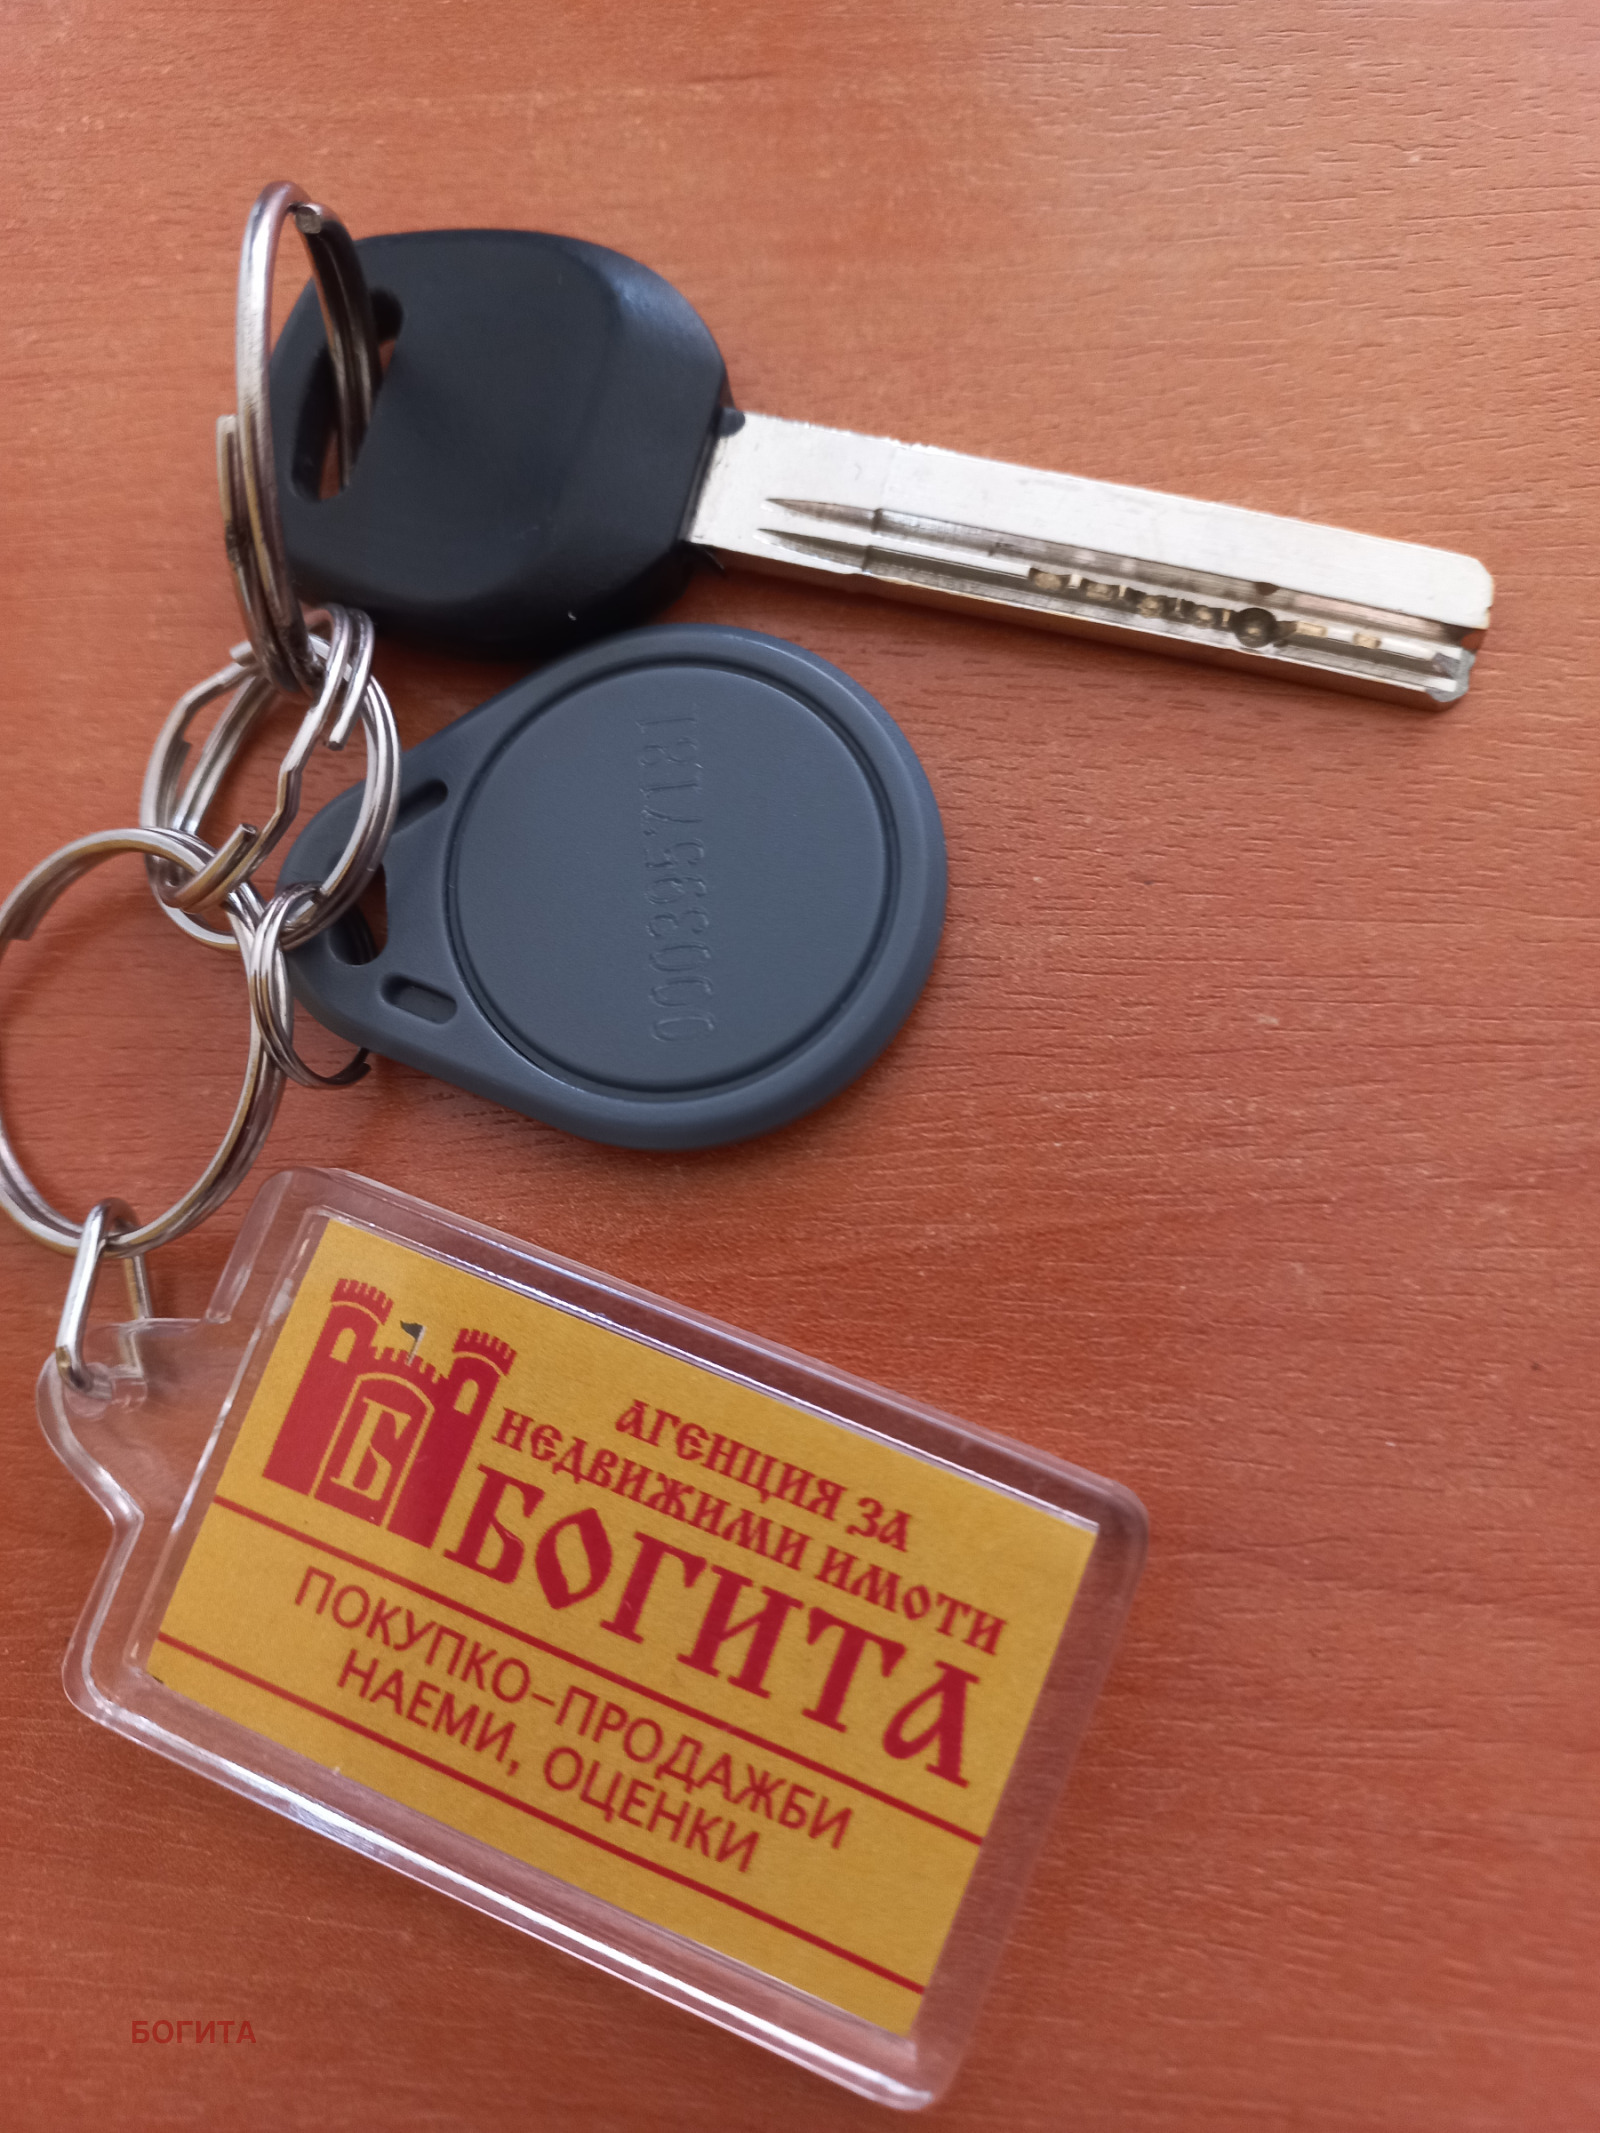 0003957181
Б
АГЕНЦИЯ ЗА
НЕДВИЖИМИ ИМОТИ
БОГИТА
ПОКУПКО-ПРОДАЖБИ
НАЕМИ, ОЦЕНКИ
БОГИТА